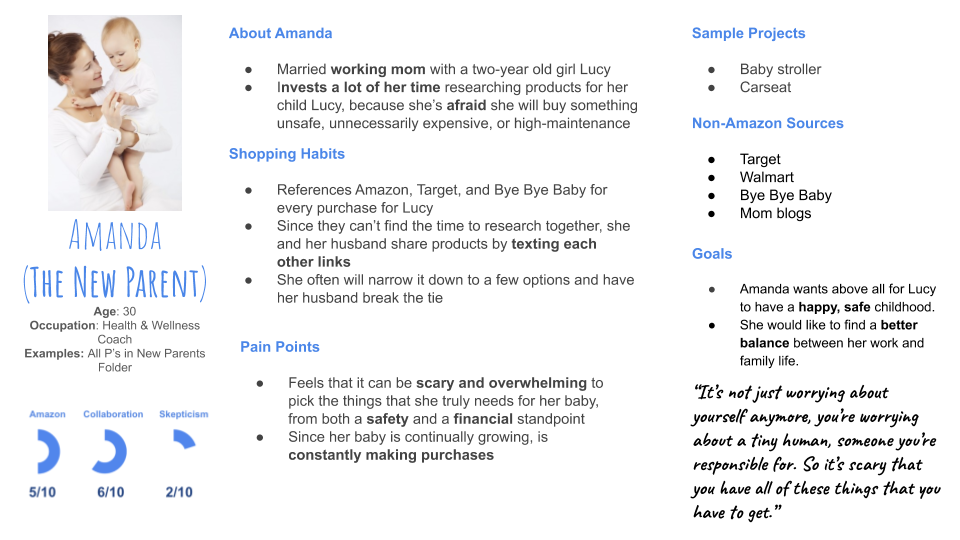 Amanda
(The New Parent)
Age: 30
Occupation: Health & Wellness
Coach
Examples: All P's in New Parents
Folder
Amazon Collaboration Skepticism
5/10 6/10 2/10
About Amanda
● Married working mom with a two-year old girl Lucy
● Invests a lot of her time researching products for her
child Lucy, because she's afraid she will buy something
unsafe, unnecessarily expensive, or high-maintenance
Shopping Habits
● References Amazon, Target, and Bye Bye Baby for
every purchase for Lucy
● Since they can't find the time to research together, she
and her husband share products by texting each
other links
● She often will narrow it down to a few options and have
her husband break the tie
Pain Points
● Feels that it can be scary and overwhelming to
pick the things that she truly needs for her baby,
from both a safety and a financial standpoint
● Since her baby is continually growing, is
constantly making purchases
Sample Projects
● Baby stroller
● Carseat
Non-Amazon Sources
● Target
● Walmart
● Bye Bye Baby
● Mom blogs
Goals
● Amanda wants above all for Lucy
to have a happy, safe childhood.
● She would like to find a better
balance between her work and
family life.
“It's not just worrying about
yourself anymore, you're worrying
about a tiny human, someone you're
responsible for. So it's scary that
you have all of these things that you
have to get.”